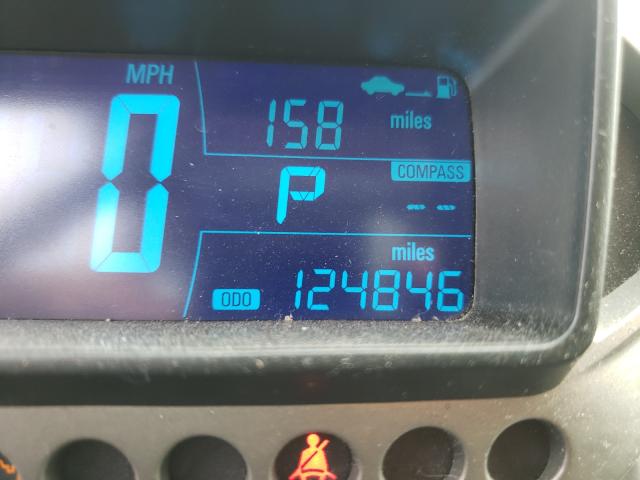 MPH
158 miles
0
P
COMPASS
--
miles
ODO 124846